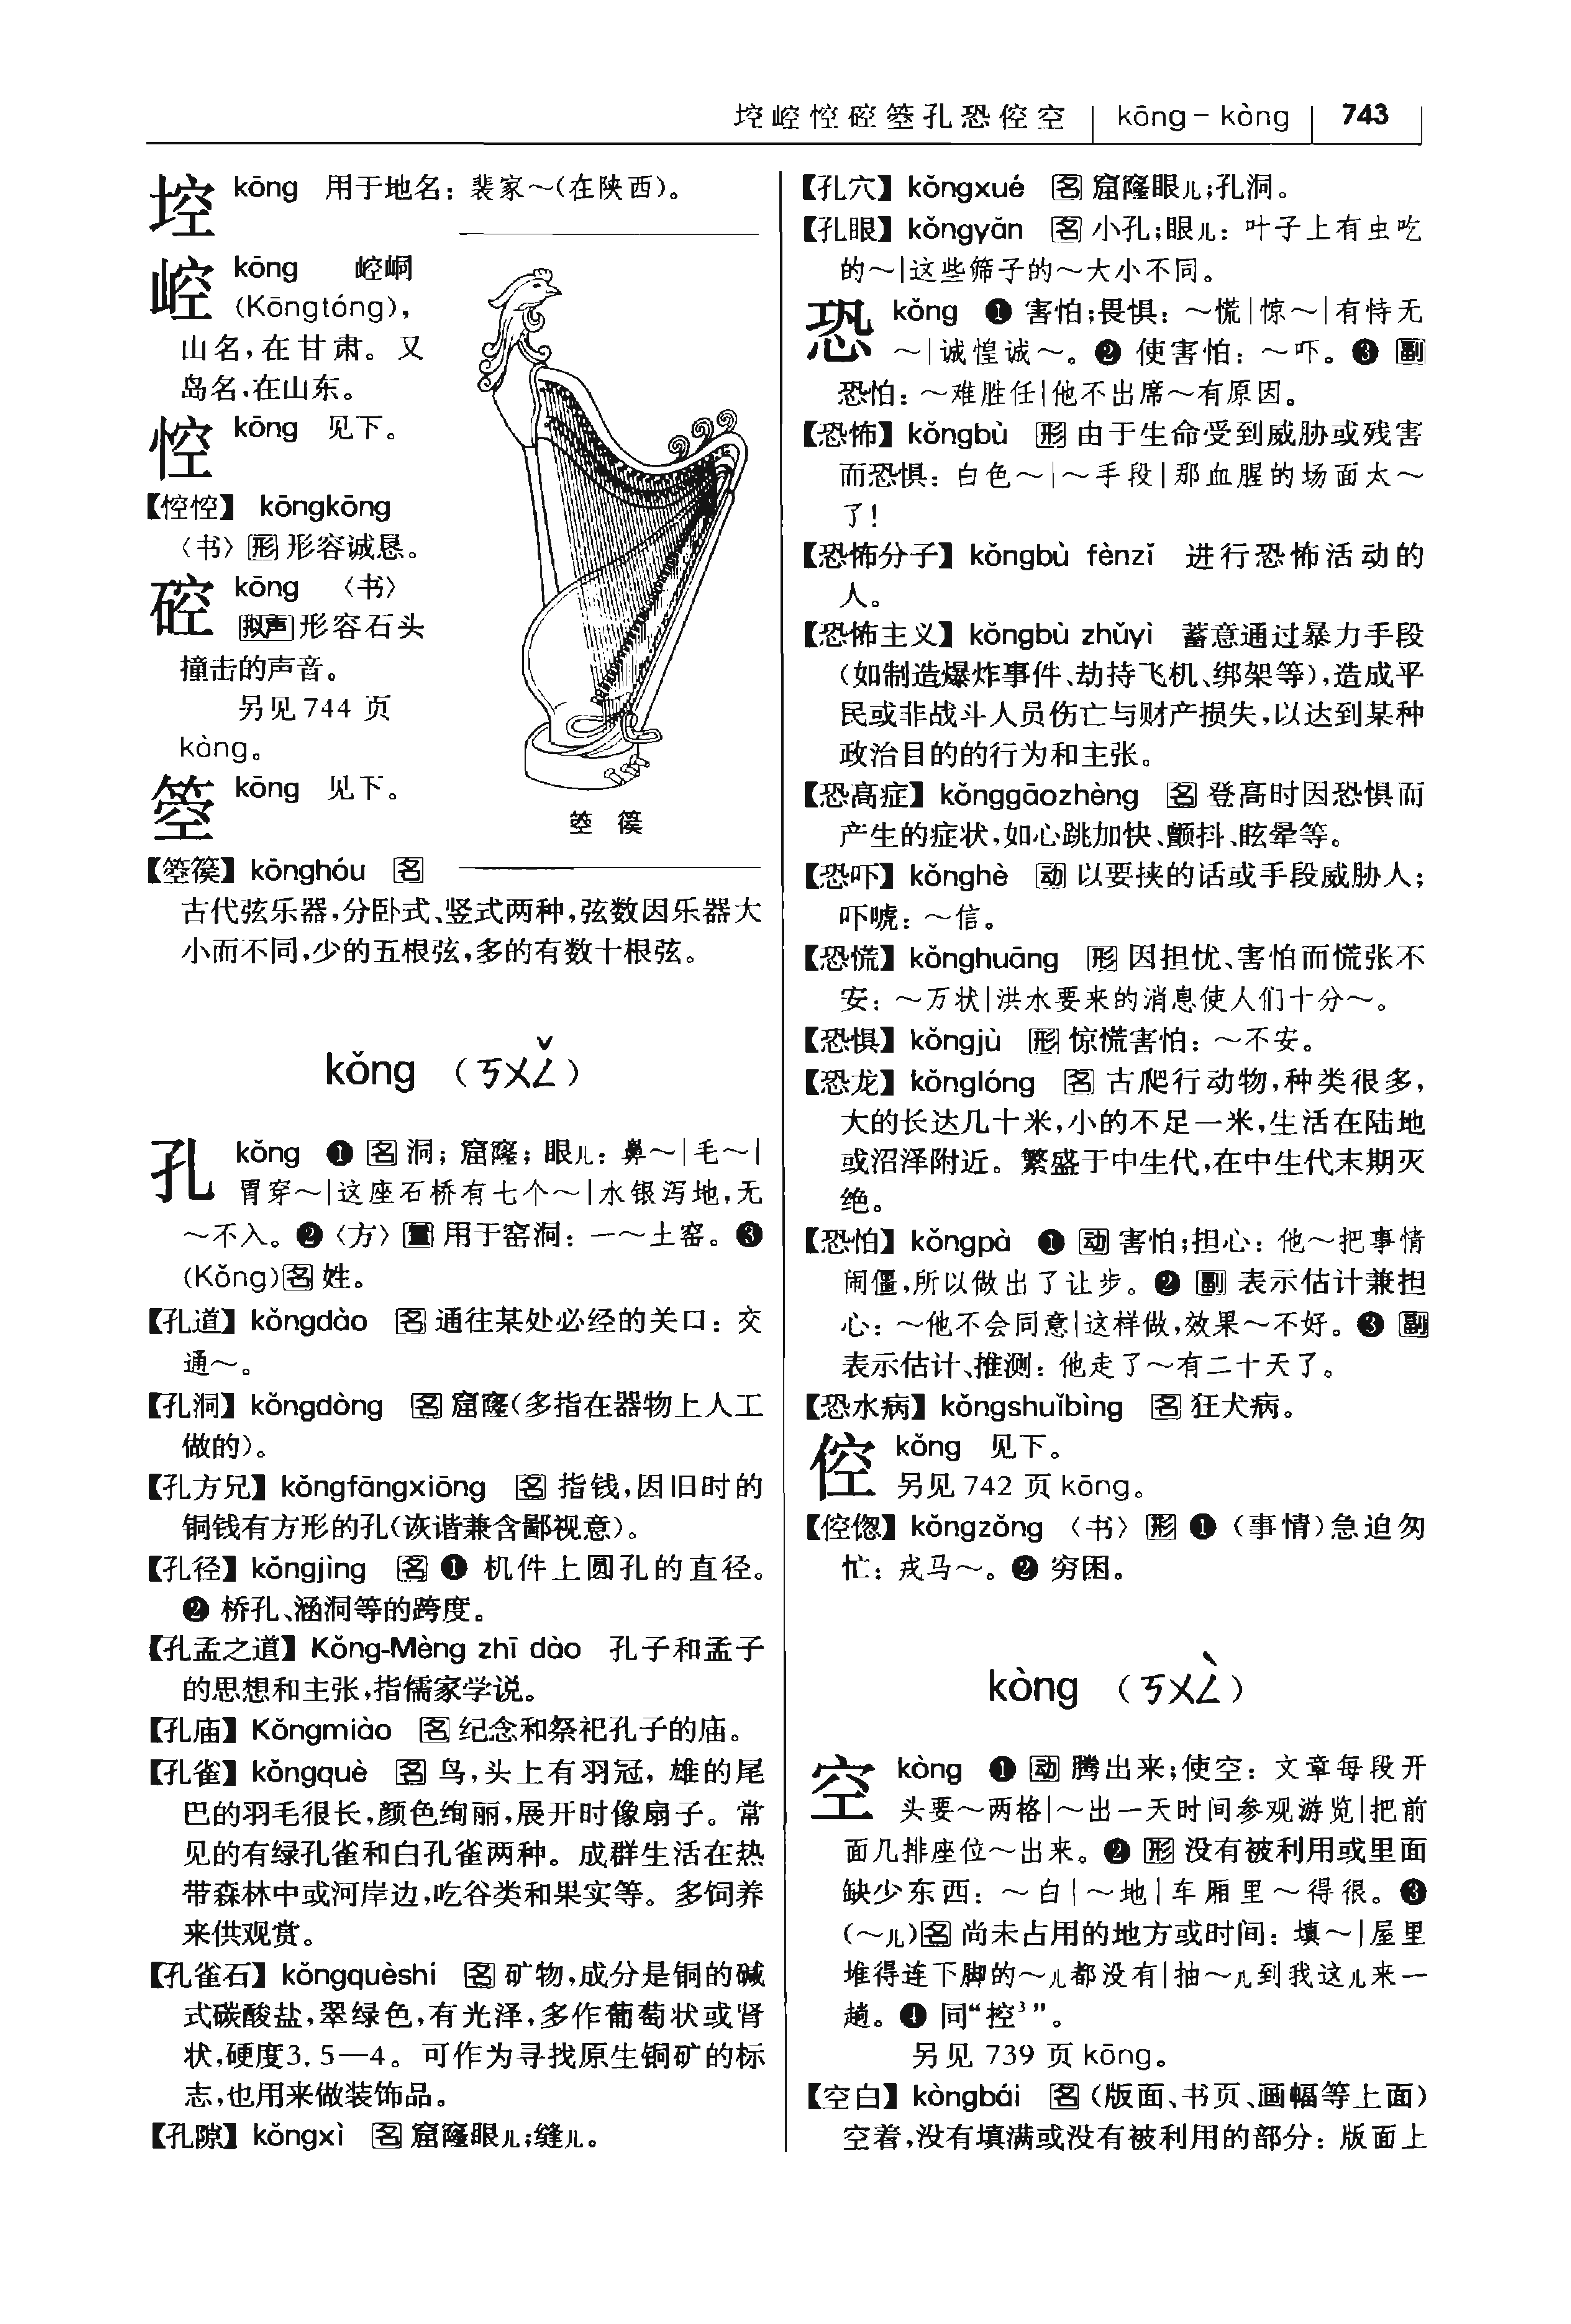 埪崆悾硿箜孔恐倥空 | kōng – kòng | 743
埪 kōng 用于地名：裴家～(在陕西)。
崆 kōng 崆峒
(Kōngtóng)，
山名，在甘肃。又
岛名，在山东。
悾 kōng 见下。
【悾悾】 kōngkōng
〈书〉[形]形容诚恳。
硿 kōng 〈书〉
[拟声]形容石头
撞击的声音。
另见 744 页
kòng。
箜 kōng 见下。
箜 篌
【箜篌】 kōnghóu [名]
古代弦乐器，分卧式、竖式两种，弦数因乐器大
小而不同，少的五根弦，多的有数十根弦。
kǒng （ㄎㄨㄥˇ）
孔 kǒng ❶ [名]洞；窟窿；眼儿：鼻～|毛～|
胃穿～|这座石桥有七个～|水银泻地，无
～不入。❷〈方〉[量]用于窑洞：一～土窑。❸
(Kǒng)[名]姓。
【孔道】 kǒngdào [名]通往某处必经的关口：交
通～。
【孔洞】 kǒngdòng [名]窟窿(多指在器物上人工
做的)。
【孔方兄】 kǒngfāngxiōng [名]指钱，因旧时的
铜钱有方形的孔(诙谐兼含鄙视意)。
【孔径】 kǒngjìng [名] ❶ 机件上圆孔的直径。
❷ 桥孔、涵洞等的跨度。
【孔孟之道】 Kǒng-Mèng zhī dào 孔子和孟子
的思想和主张，指儒家学说。
【孔庙】 Kǒngmiào [名]纪念和祭祀孔子的庙。
【孔雀】 kǒngquè [名]鸟，头上有羽冠，雄的尾
巴的羽毛很长，颜色绚丽，展开时像扇子。常
见的有绿孔雀和白孔雀两种。成群生活在热
带森林中或河岸边，吃谷类和果实等。多饲养
来供观赏。
【孔雀石】 kǒngquèshí [名]矿物，成分是铜的碱
式碳酸盐，翠绿色，有光泽，多作葡萄状或肾
状，硬度3.5—4。可作为寻找原生铜矿的标
志，也用来做装饰品。
【孔隙】 kǒngxì [名]窟窿眼儿；缝儿。
【孔穴】 kǒngxué [名]窟窿眼儿；孔洞。
【孔眼】 kǒngyǎn [名]小孔；眼儿：叶子上有虫吃
的～|这些筛子的～大小不同。
恐 kǒng ❶ 害怕；畏惧：～慌|惊～|有恃无
～|诚惶诚～。❷ 使害怕：～吓。❸ [副]
恐怕：～难胜任|他不出席～有原因。
【恐怖】 kǒngbù [形]由于生命受到威胁或残害
而恐惧：白色～|～手段|那血腥的场面太～
了！
【恐怖分子】 kǒngbù fènzǐ 进行恐怖活动的
人。
【恐怖主义】 kǒngbù zhǔyì 蓄意通过暴力手段
(如制造爆炸事件、劫持飞机、绑架等)，造成平
民或非战斗人员伤亡与财产损失，以达到某种
政治目的的行为和主张。
【恐高症】 kǒnggāozhèng [名]登高时因恐惧而
产生的症状，如心跳加快、颤抖、眩晕等。
【恐吓】 kǒnghè [动]以要挟的话或手段威胁人；
吓唬：～信。
【恐慌】 kǒnghuāng [形]因担忧、害怕而慌张不
安：～万状|洪水要来的消息使人们十分～。
【恐惧】 kǒngjù [形]惊慌害怕：～不安。
【恐龙】 kǒnglóng [名]古爬行动物，种类很多，
大的长达几十米，小的不足一米，生活在陆地
或沼泽附近。繁盛于中生代，在中生代末期灭
绝。
【恐怕】 kǒngpà ❶ [动]害怕；担心：他～把事情
闹僵，所以做出了让步。❷ [副]表示估计兼担
心：～他不会同意|这样做，效果～不好。❸ [副]
表示估计、推测：他走了～有二十天了。
【恐水病】 kǒngshuǐbìng [名]狂犬病。
倥 kǒng 见下。
另见 742 页 kōng。
【倥偬】 kǒngzǒng 〈书〉[形] ❶ (事情)急迫匆
忙：戎马～。❷ 穷困。
kòng （ㄎㄨㄥˋ）
空 kòng ❶ [动]腾出来；使空：文章每段开
头要～两格|～出一天时间参观游览|把前
面几排座位～出来。❷ [形]没有被利用或里面
缺少东西：～白|～地|车厢里～得很。❸
(～儿)[名]尚未占用的地方或时间：填～|屋里
堆得连下脚的～儿都没有|抽～儿到我这儿来一
趟。❹ 同“控³”。
另见 739 页 kōng。
【空白】 kòngbái [名](版面、书页、画幅等上面)
空着，没有填满或没有被利用的部分：版面上